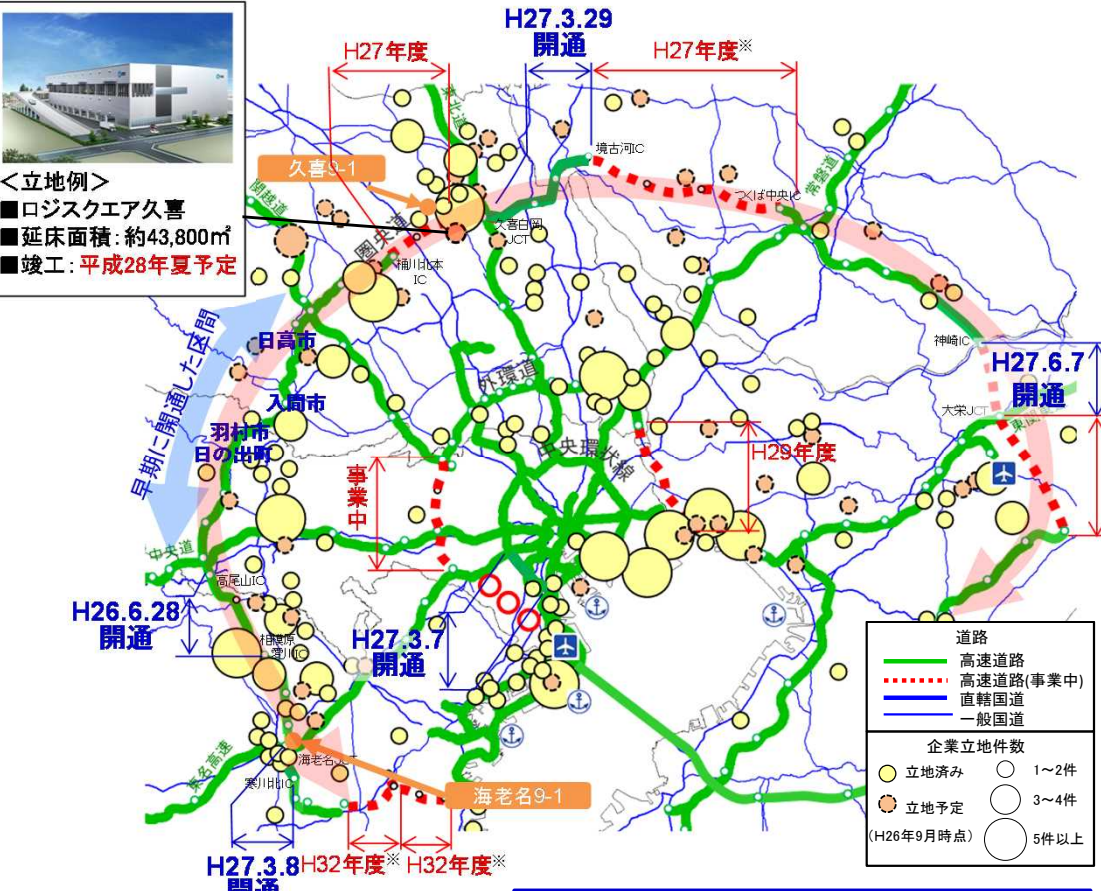 ＜立地例＞
■ロジスクエア久喜
■延床面積：約43,800㎡
■竣工：平成28年夏予定
H27年度
H27.3.29
開通
H27年度※
東北道
久喜9-1
境古河IC
つくば中央IC
常磐道
関越道
圏央道
久喜白岡
JCT
桶川北本
IC
早期に開通した区間
日高市
入間市
羽村市
日の出町
外環道
中央環状線
神崎IC
H27.6.7
開通
大栄JCT
H29年度
事業中
中央道
高尾山IC
H26.6.28
開通
相模原
愛川IC
H27.3.7
開通
東名高速
海老名JCT
寒川北IC
海老名9-1
H27.3.8
開通
H32年度※
H32年度※
道路
高速道路
高速道路(事業中)
直轄国道
一般国道
企業立地件数
立地済み
1～2件
立地予定
3～4件
(H26年9月時点)
5件以上